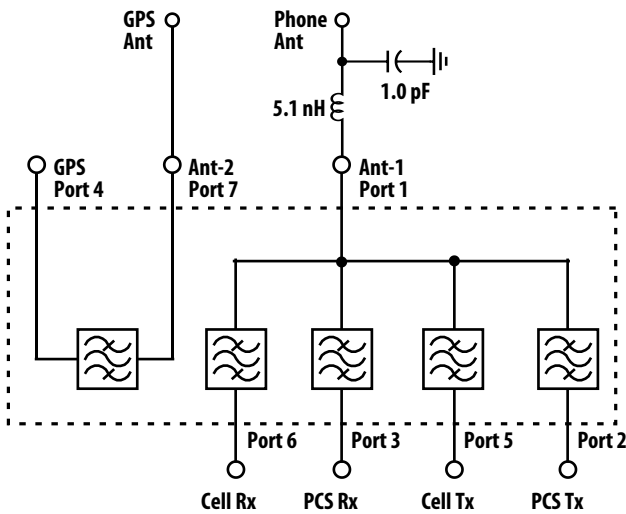 GPS
Ant
Phone
Ant
1.0 pF
5.1 nH
GPS
Port 4
Ant-2
Port 7
Ant-1
Port 1
Port 6
Port 3
Port 5
Port 2
Cell Rx
PCS Rx
Cell Tx
PCS Tx